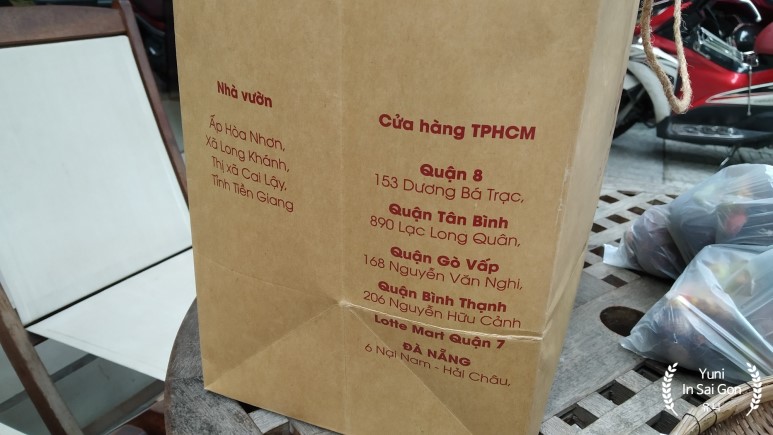 Nhà vườn
Ấp Hòa Nhơn,
Xã Long Khánh,
Thị xã Cai Lậy,
Tỉnh Tiền Giang
Cửa hàng TPHCM
Quận 8
153 Dương Bá Trạc,
Quận Tân Bình
890 Lạc Long Quân,
Quận Gò Vấp
168 Nguyễn Văn Nghi,
Quận Bình Thạnh
206 Nguyễn Hữu Cảnh
Lotte Mart Quận 7
ĐÀ NẴNG
6 Nại Nam - Hải Châu,
Yuni
In Sai Gon